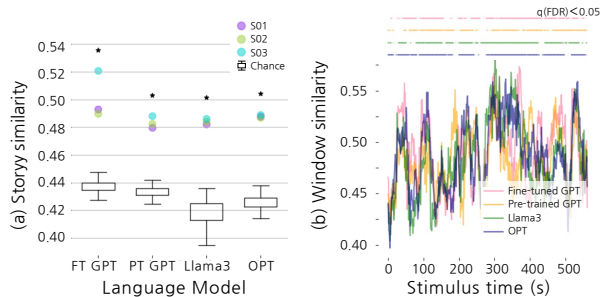 q(FDR)<0.05
S01
S02
S03
Chance
(a) Storyy similarity
0.54
0.52
0.50
0.48
0.46
0.44
0.42
0.40
FT GPT PT GPT Llama3 OPT
Language Model
(b) Window similarity
0.55
0.50
0.45
0.40
Fine-tuned GPT
Pre-trained GPT
Llama3
OPT
0 100 200 300 400 500
Stimulus time (s)